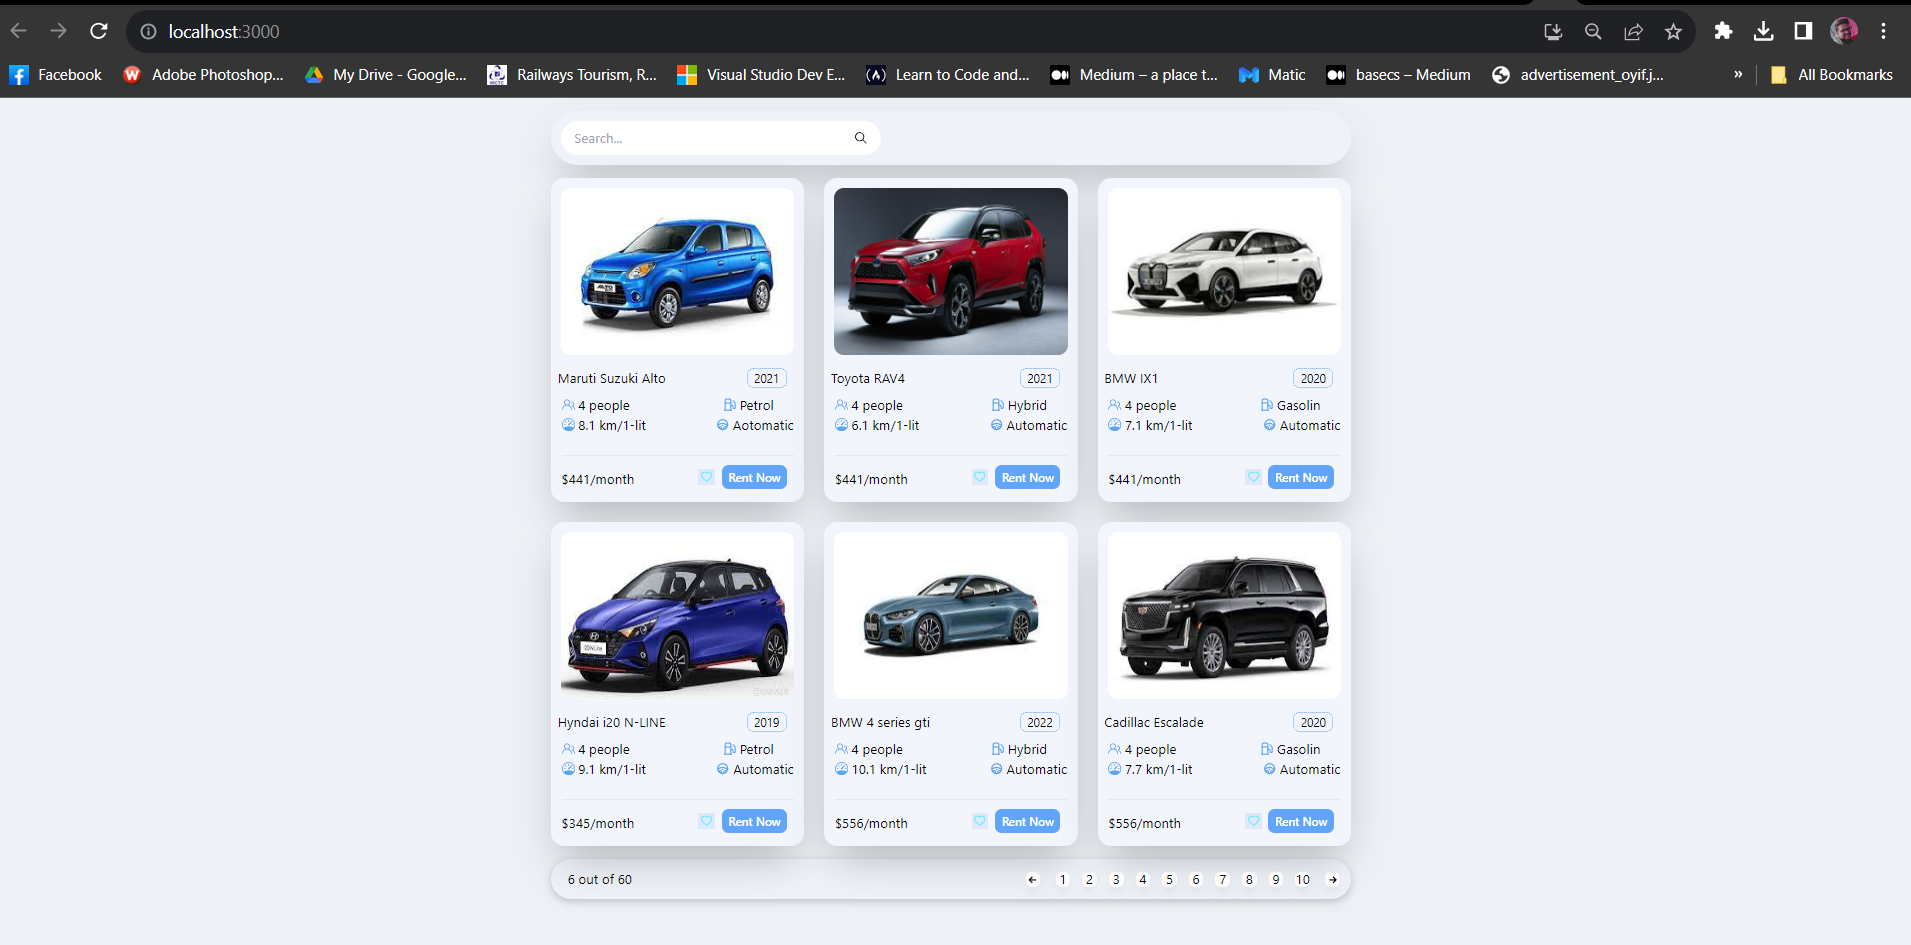 localhost:3000
Facebook Adobe Photoshop... My Drive - Google... Railways Tourism, R... Visual Studio Dev E... Learn to Code and... Medium – a place t... Matic basecs – Medium advertisement_oyif.j... » All Bookmarks
Search...
Maruti Suzuki Alto 2021
4 people Petrol
8.1 km/1-lit Aotomatic
$441/month Rent Now
Toyota RAV4 2021
4 people Hybrid
6.1 km/1-lit Automatic
$441/month Rent Now
BMW IX1 2020
4 people Gasolin
7.1 km/1-lit Automatic
$441/month Rent Now
Hyndai i20 N-LINE 2019
4 people Petrol
9.1 km/1-lit Automatic
$345/month Rent Now
BMW 4 series gti 2022
4 people Hybrid
10.1 km/1-lit Automatic
$556/month Rent Now
Cadillac Escalade 2020
4 people Gasolin
7.7 km/1-lit Automatic
$556/month Rent Now
6 out of 60 ← 1 2 3 4 5 6 7 8 9 10 →